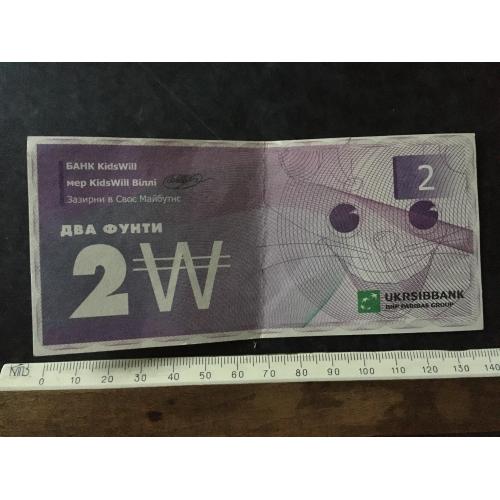 БАНК KidsWill
мер KidsWill Віллі
Зазирни в Своє Майбутнє
ДВА ФУНТИ
2₩
2
UKRSIBBANK
BNP PARIBAS GROUP
0 10 20 30 40 50 60 70 80 90 100 110 120 130 140